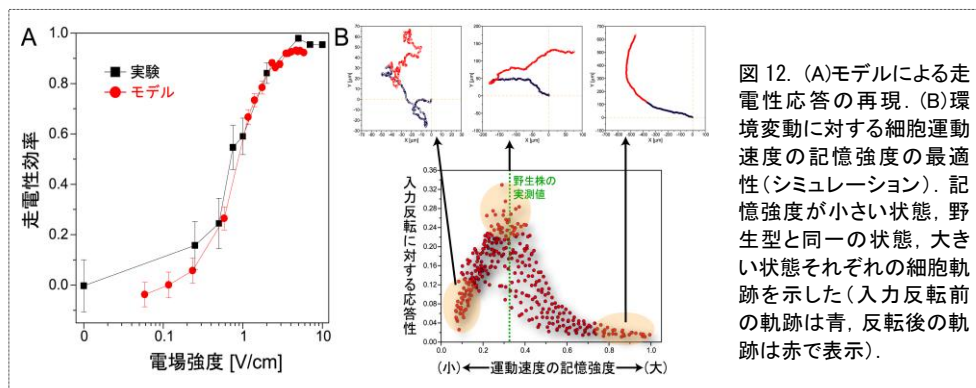 A
1.0
0.8
0.6
0.4
0.2
0.0
走電性効率
実験
モデル
0
0.1
1
10
電場強度 [V/cm]
B
X [μm]
X [μm]
X [μm]
入力反転に対する応答性
0.36
0.32
0.28
0.24
0.20
0.16
0.12
0.08
0.04
0.00
野生株の
実測値
0.0 0.2 0.4 0.6 0.8 1.0
(小) 運動速度の記憶強度 (大)
図 12. (A)モデルによる走
電性応答の再現. (B)環
境変動に対する細胞運動
速度の記憶強度の最適
性(シミュレーション). 記
憶強度が小さい状態, 野
生型と同一の状態, 大き
い状態それぞれの細胞軌
跡を示した(入力反転前
の軌跡は青, 反転後の軌
跡は赤で表示).